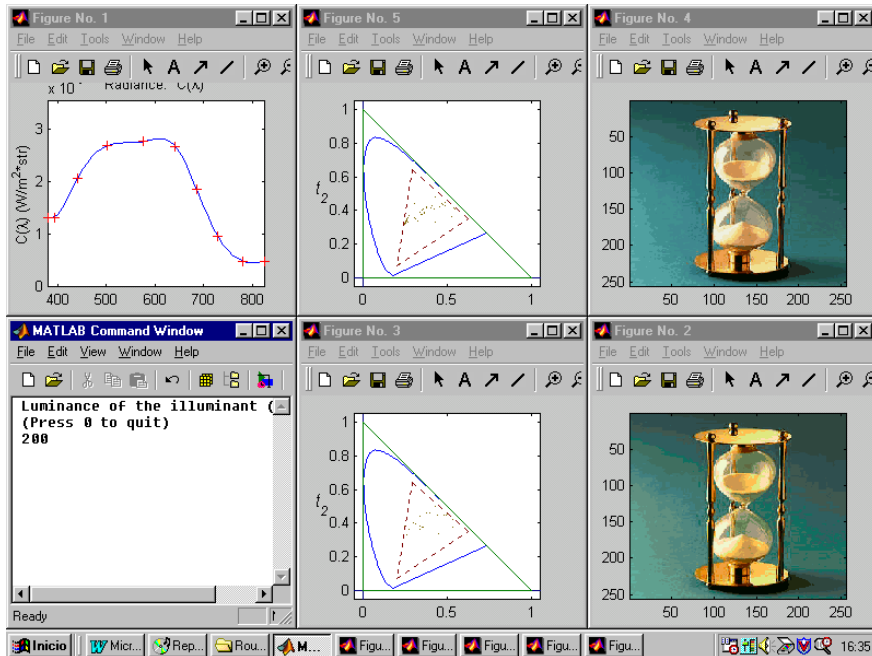 Figure No. 1
File Edit Tools Window Help
x 10
Radiance: C(λ)
C(λ) (W/m²*str)
3
2
1
0
400 500 600 700 800
Figure No. 5
File Edit Tools Window Help
t₂
1
0.8
0.6
0.4
0.2
0
0 0.5 1
Figure No. 4
File Edit Tools Window Help
50
100
150
200
250
50 100 150 200 250
MATLAB Command Window
File Edit View Window Help
Luminance of the illuminant (
(Press 0 to quit)
200
Ready
Figure No. 3
File Edit Tools Window Help
t₂
1
0.8
0.6
0.4
0.2
0
0 0.5 1
Figure No. 2
File Edit Tools Window Help
50
100
150
200
250
50 100 150 200 250
Inicio Micr... Rep... Rou... M... Figu... Figu... Figu... Figu... Figu... 16:35